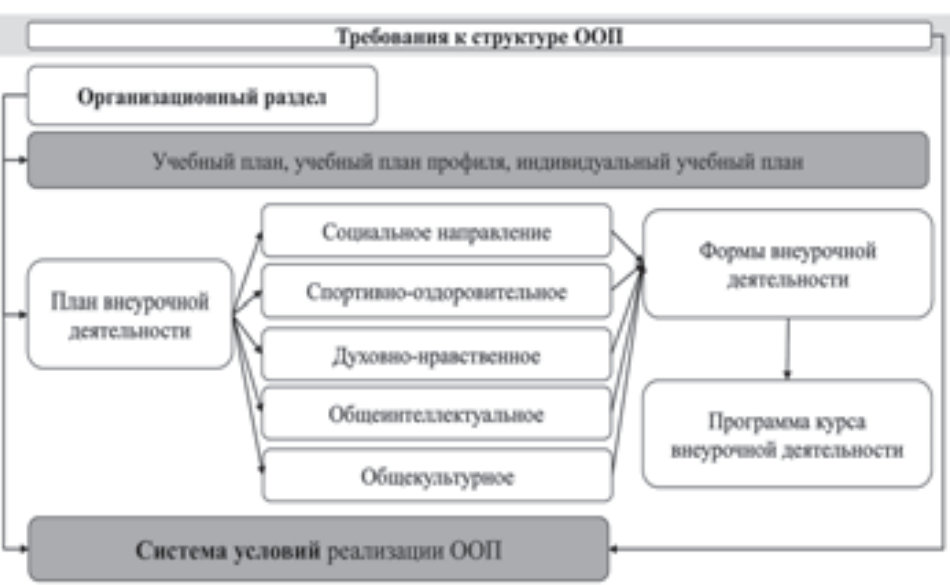 Требования к структуре ООП
Организационный раздел
Учебный план, учебный план профиля, индивидуальный учебный план
План внеурочной
деятельности
Социальное направление
Спортивно-оздоровительное
Духовно-нравственное
Общеинтеллектуальное
Общекультурное
Формы внеурочной
деятельности
Программа курса
внеурочной деятельности
Система условий реализации ООП